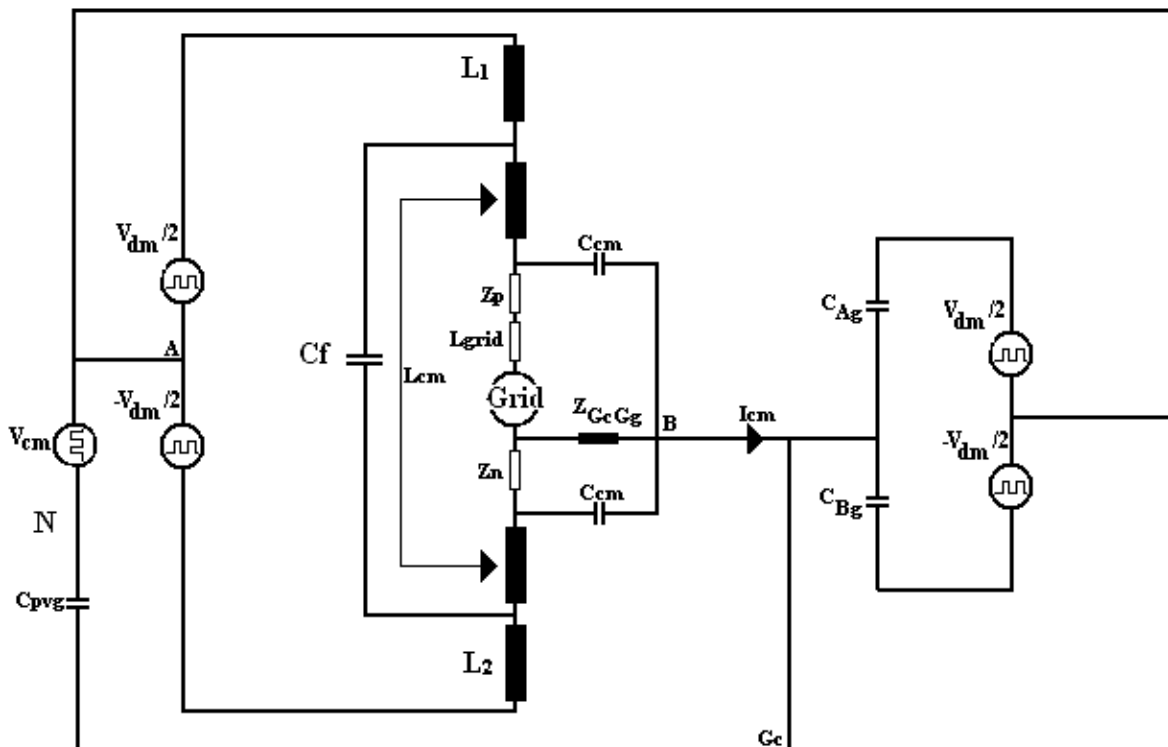 L1
Vdm/2
Ccm
Zp
CAg
Vdm/2
Lgrid
A
Cf
Lcm
Grid
-Vdm/2
ZGcGg
B
Icm
-Vdm/2
Vcm
Zn
Ccm
CBg
N
Cpvg
L2
Gc